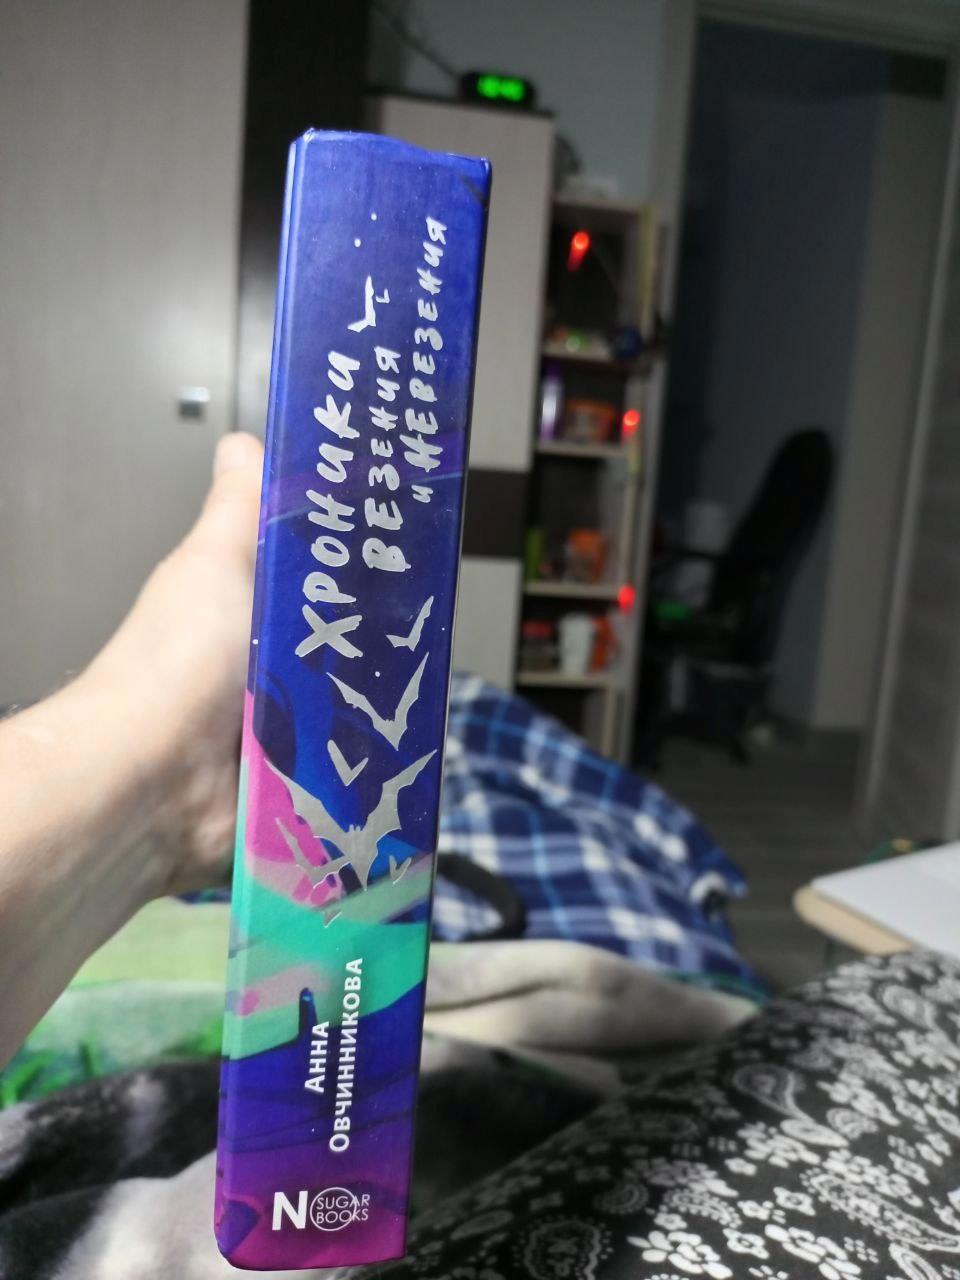 ХРОНИКИ
ВЕЗЕНИЯ
и НЕВЕЗЕНИЯ
АННА
ОВЧИННИКОВА
N
SUGAR
BOOKS